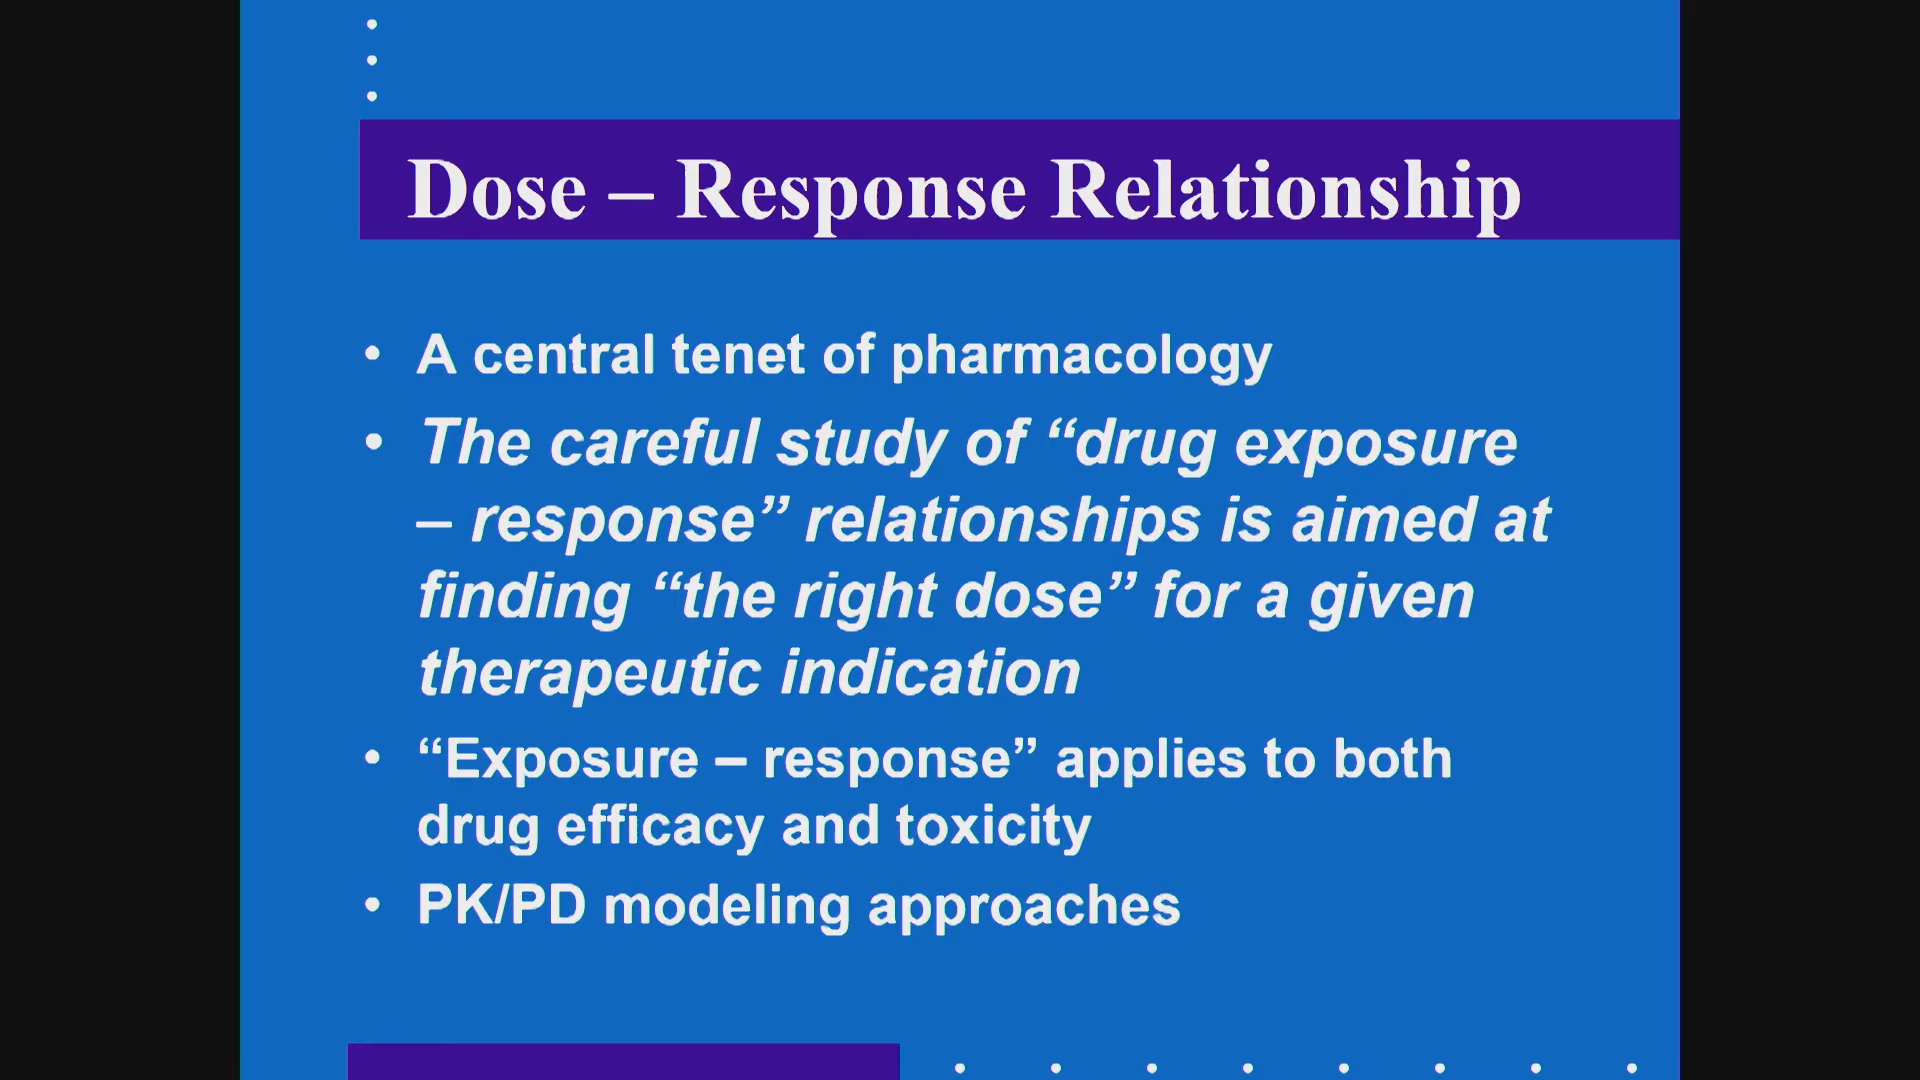 Dose – Response Relationship
• A central tenet of pharmacology
• The careful study of “drug exposure
– response” relationships is aimed at
finding “the right dose” for a given
therapeutic indication
• “Exposure – response” applies to both
drug efficacy and toxicity
• PK/PD modeling approaches